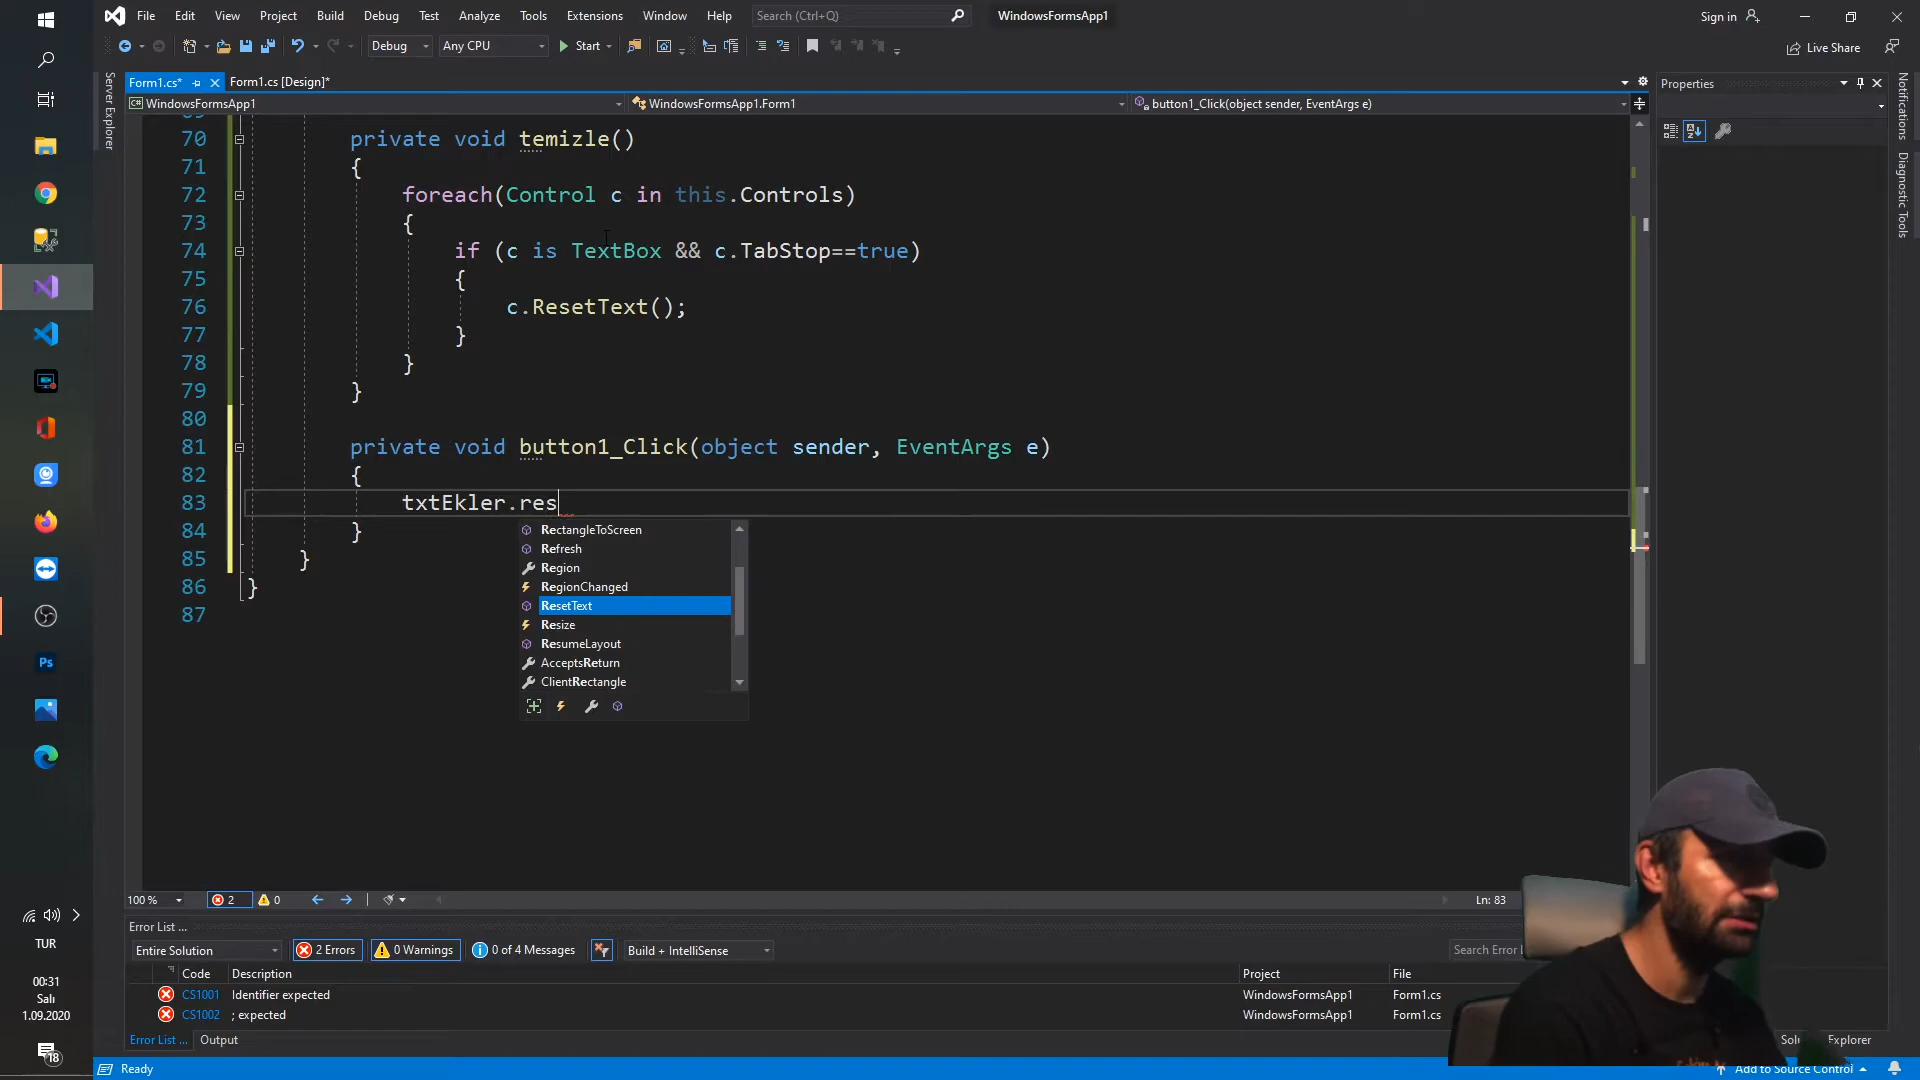 File Edit View Project Build Debug Test Analyze Tools Extensions Window Help Search (Ctrl+Q) WindowsFormsApp1 Sign in
Debug Any CPU Start Live Share
Form1.cs* Form1.cs [Design]* Properties
WindowsFormsApp1 WindowsFormsApp1.Form1 button1_Click(object sender, EventArgs e)
Server Explorer
Notifications
Diagnostic Tools
70 private void temizle()
71 {
72 foreach(Control c in this.Controls)
73 {
74 if (c is TextBox && c.TabStop==true)
75 {
76 c.ResetText();
77 }
78 }
79 }
80
81 private void button1_Click(object sender, EventArgs e)
82 {
83 txtEkler.res
84 }
85 }
86 }
87
RectangleToScreen
Refresh
Region
RegionChanged
ResetText
Resize
ResumeLayout
AcceptsReturn
ClientRectangle
Ps
100 % 2 0 Ln: 83
Error List ...
Entire Solution 2 Errors 0 Warnings 0 of 4 Messages Build + IntelliSense Search Error
Code Description Project File
CS1001 Identifier expected WindowsFormsApp1 Form1.cs
CS1002 ; expected WindowsFormsApp1 Form1.cs
Error List ... Output Explorer
Ready Add to Source Control
TUR
00:31
Salı
1.09.2020
18